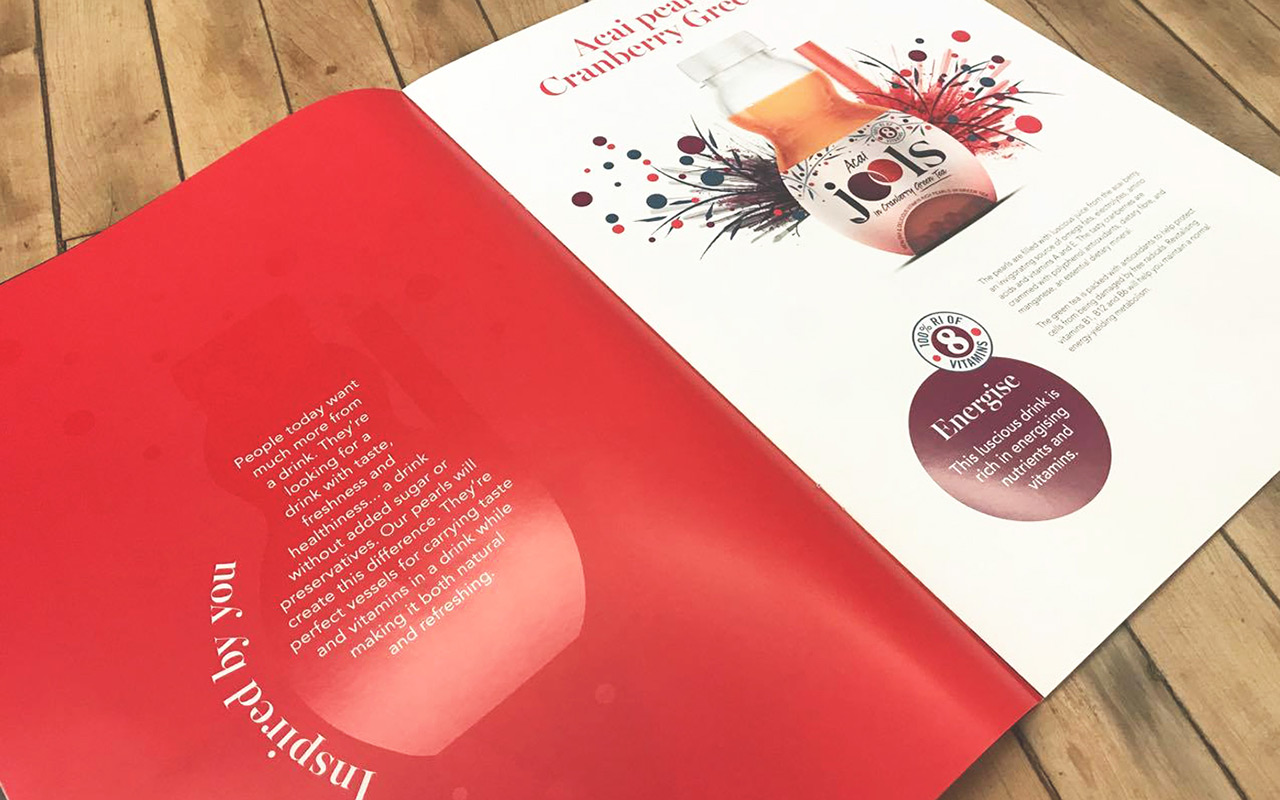 People today want
much more from
a drink. They're
looking for a
drink with taste,
freshness and
healthiness... a drink
without added sugar or
preservatives. Our pearls will
create this difference. They're
perfect vessels for carrying taste
and vitamins in a drink while
making it both natural
and refreshing.
Inspired by you
Acai pear
Cranberry Gree
8
Acai
jools
in Cranberry Green Tea
The pearls are filled with luscious juice from the acai berry
an invigorating source of omega fats, electrolytes, amino
acids and vitamins A and E. The tasty cranberries are
crammed with polyphenol antioxidants, dietary fibre, and
manganese, an essential dietary mineral.
The green tea is packed with antioxidants to help protect
cells from being damaged by free radicals. Revitalising
vitamins B1, B12 and B6 will help you maintain a normal
energy yielding metabolism.
100% RI OF
8
VITAMINS
Energise
This luscious drink is
rich in energising
nutrients and
vitamins.